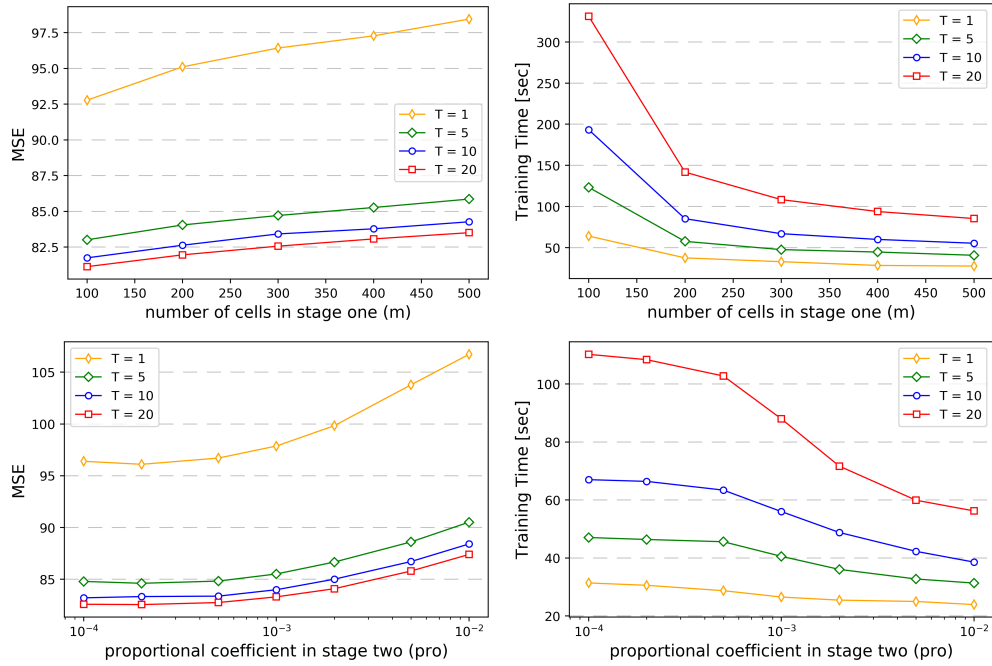 97.5
95.0
92.5
90.0
87.5
85.0
82.5
MSE
T = 1
T = 5
T = 10
T = 20
100 150 200 250 300 350 400 450 500
number of cells in stage one (m)
300
250
200
150
100
50
Training Time [sec]
T = 1
T = 5
T = 10
T = 20
100 150 200 250 300 350 400 450 500
number of cells in stage one (m)
105
100
95
90
85
MSE
T = 1
T = 5
T = 10
T = 20
10⁻⁴ 10⁻³ 10⁻²
proportional coefficient in stage two (pro)
100
80
60
40
20
Training Time [sec]
T = 1
T = 5
T = 10
T = 20
10⁻⁴ 10⁻³ 10⁻²
proportional coefficient in stage two (pro)